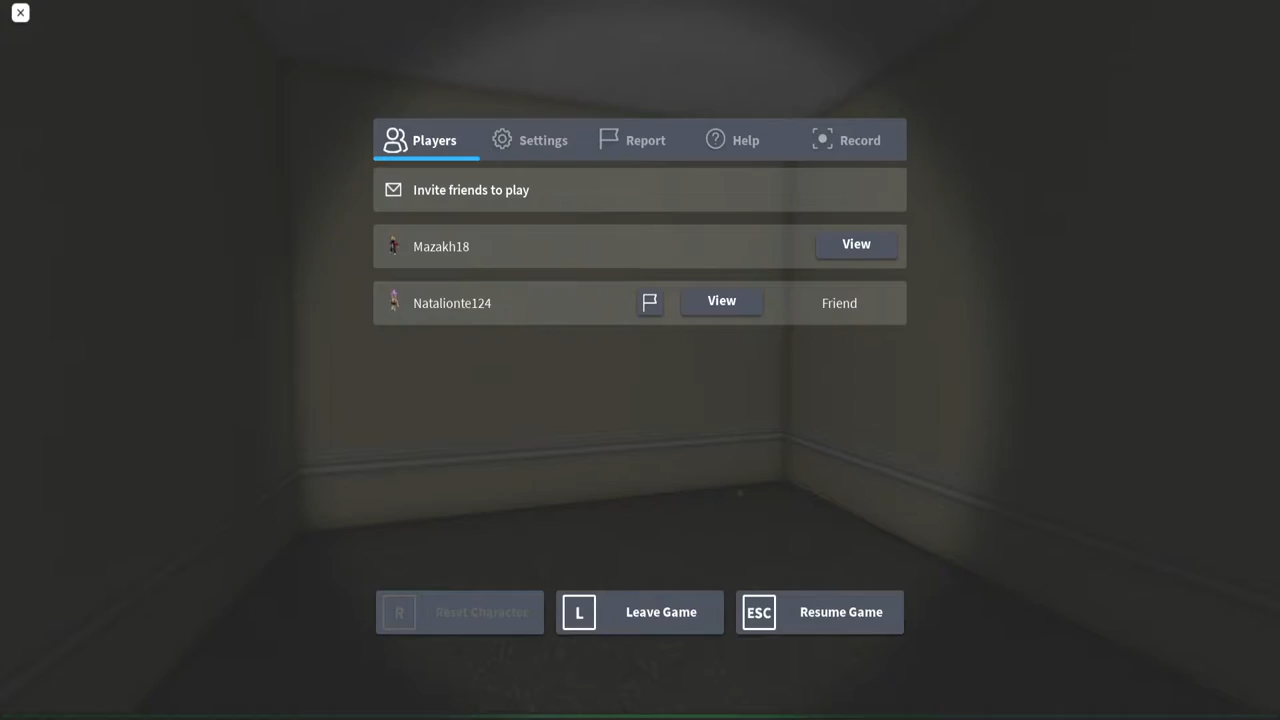 Players Settings Report Help Record
Invite friends to play
Mazakh18 View
Natalionte124 View Friend
R Reset Character L Leave Game ESC Resume Game